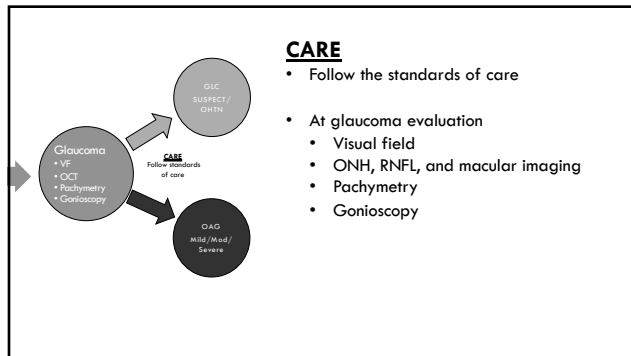 GLC
SUSPECT/
OHTN
Glaucoma
• VF
• OCT
• Pachymetry
• Gonioscopy
CARE
Follow standards
of care
OAG
Mild/Mod/
Severe
CARE
• Follow the standards of care
• At glaucoma evaluation
• Visual field
• ONH, RNFL, and macular imaging
• Pachymetry
• Gonioscopy